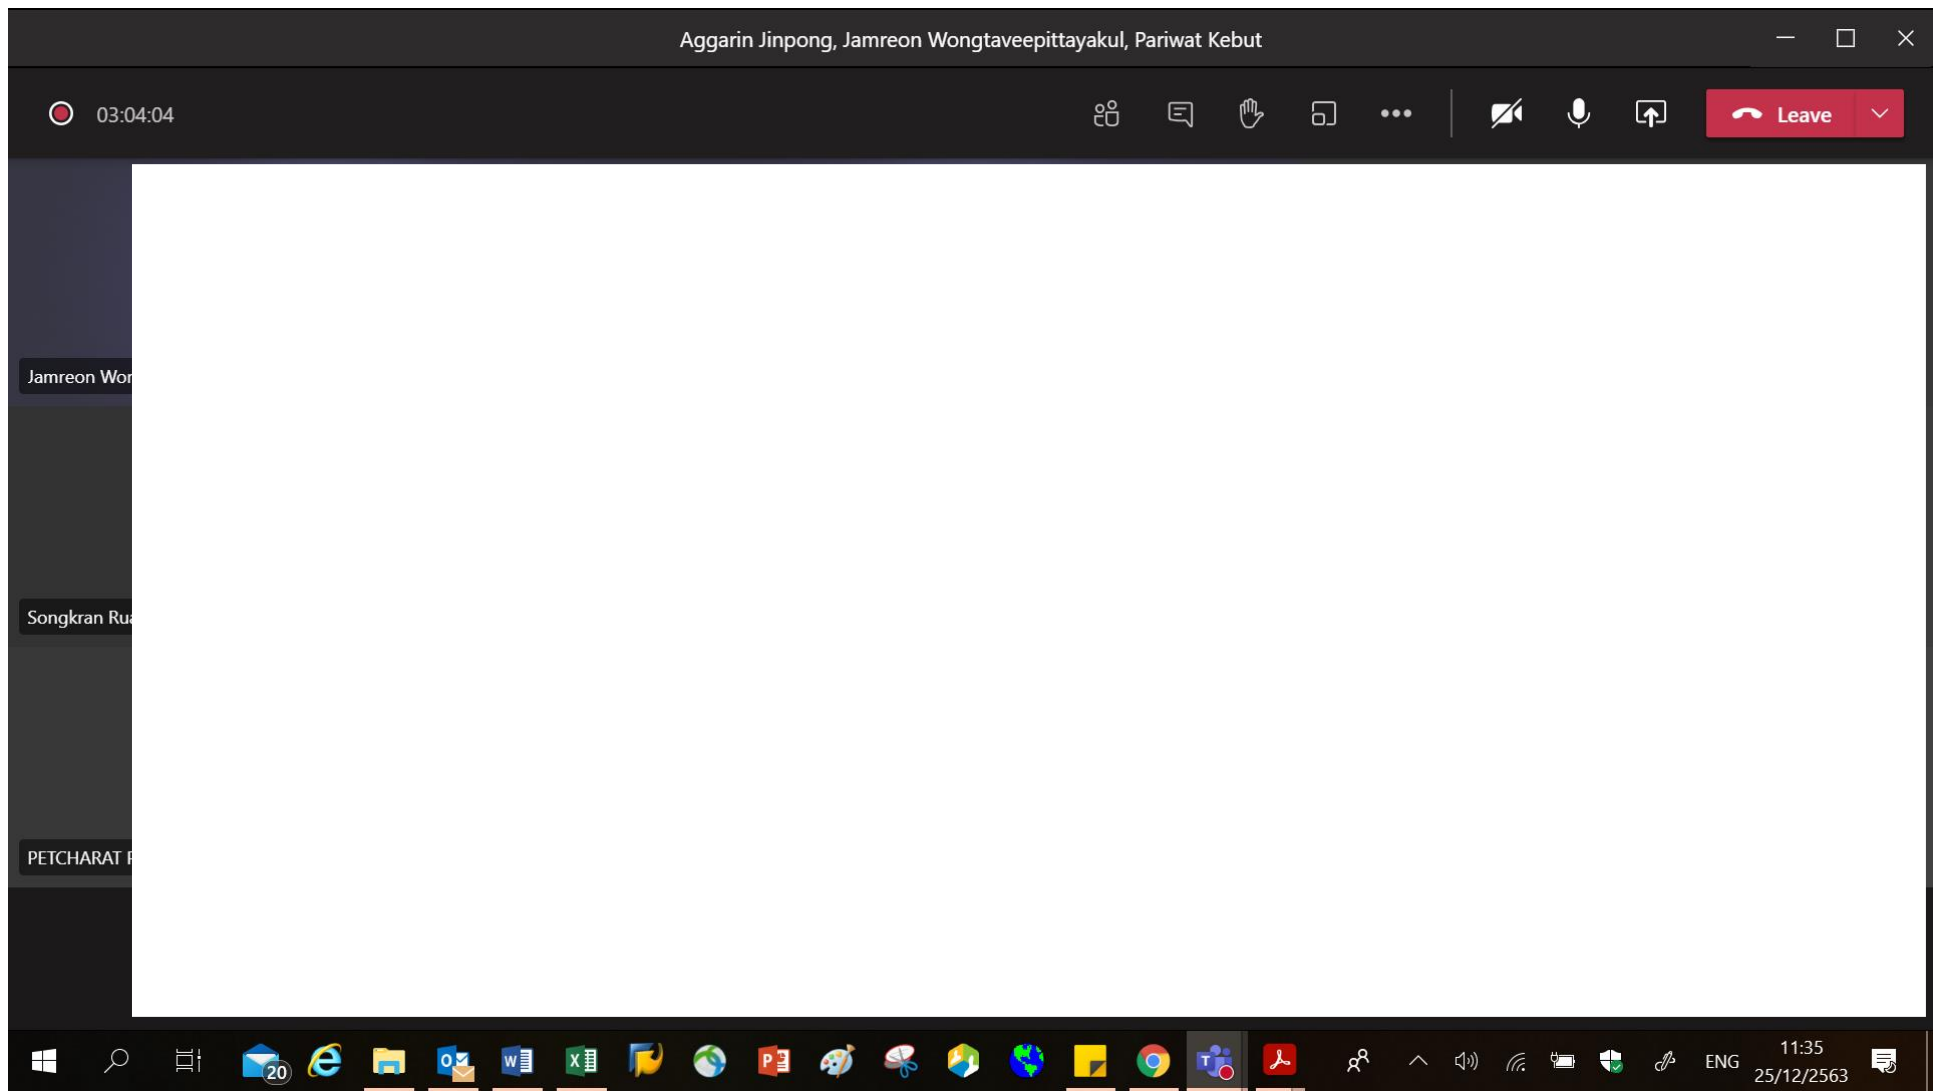 Aggarin Jinpong, Jamreon Wongtaveepittayakul, Pariwat Kebut
03:04:04
Leave
Jamreon Wor
Songkran Rua
PETCHARAT
20
ENG
11:35
25/12/2563